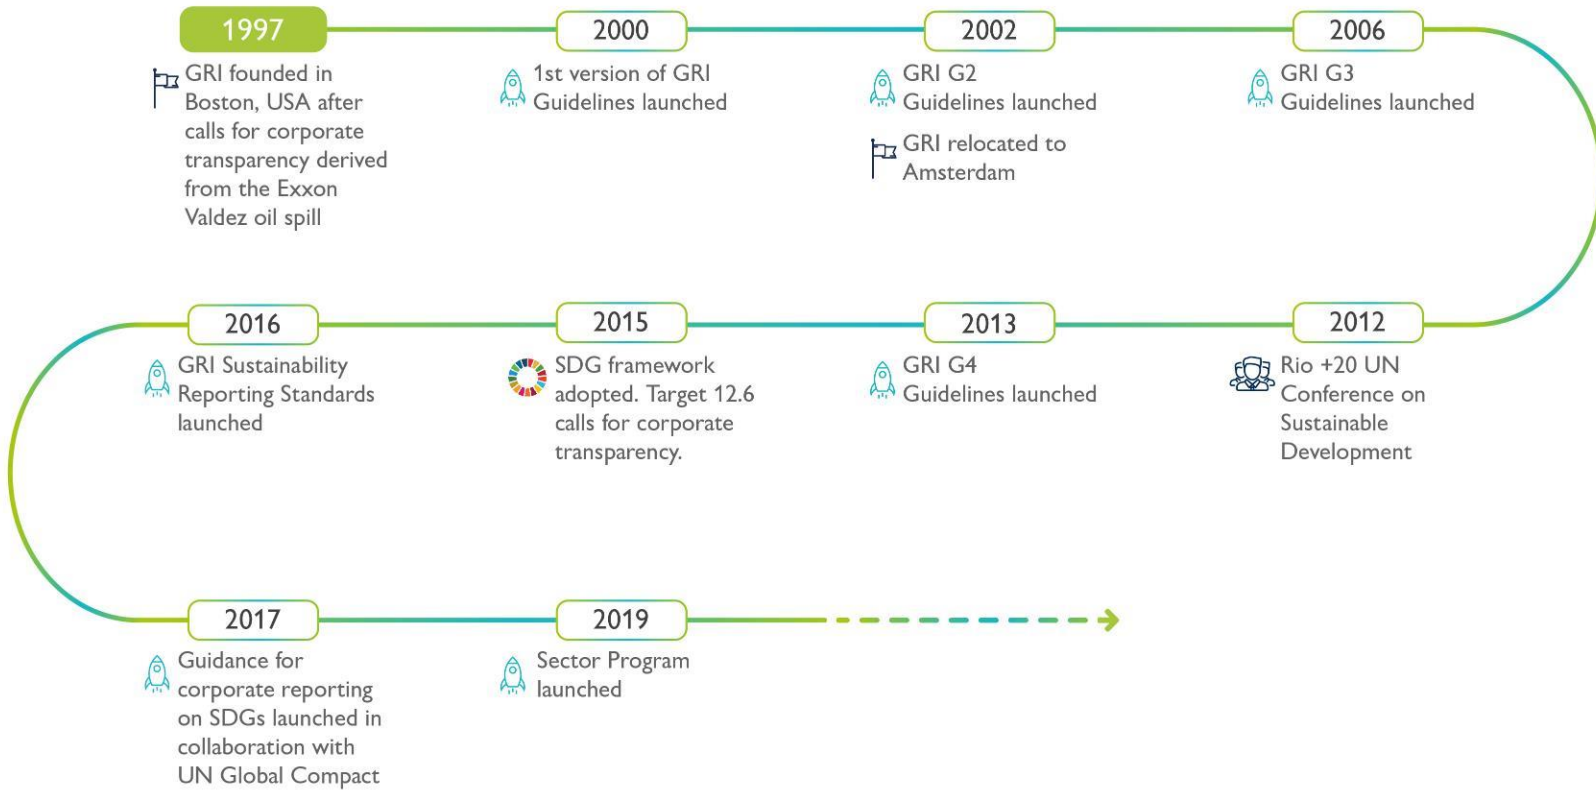 1997
GRI founded in
Boston, USA after
calls for corporate
transparency derived
from the Exxon
Valdez oil spill
2000
1st version of GRI
Guidelines launched
2002
GRI G2
Guidelines launched
GRI relocated to
Amsterdam
2006
GRI G3
Guidelines launched
2012
Rio +20 UN
Conference on
Sustainable
Development
2013
GRI G4
Guidelines launched
2015
SDG framework
adopted. Target 12.6
calls for corporate
transparency.
2016
GRI Sustainability
Reporting Standards
launched
2017
Guidance for
corporate reporting
on SDGs launched in
collaboration with
UN Global Compact
2019
Sector Program
launched